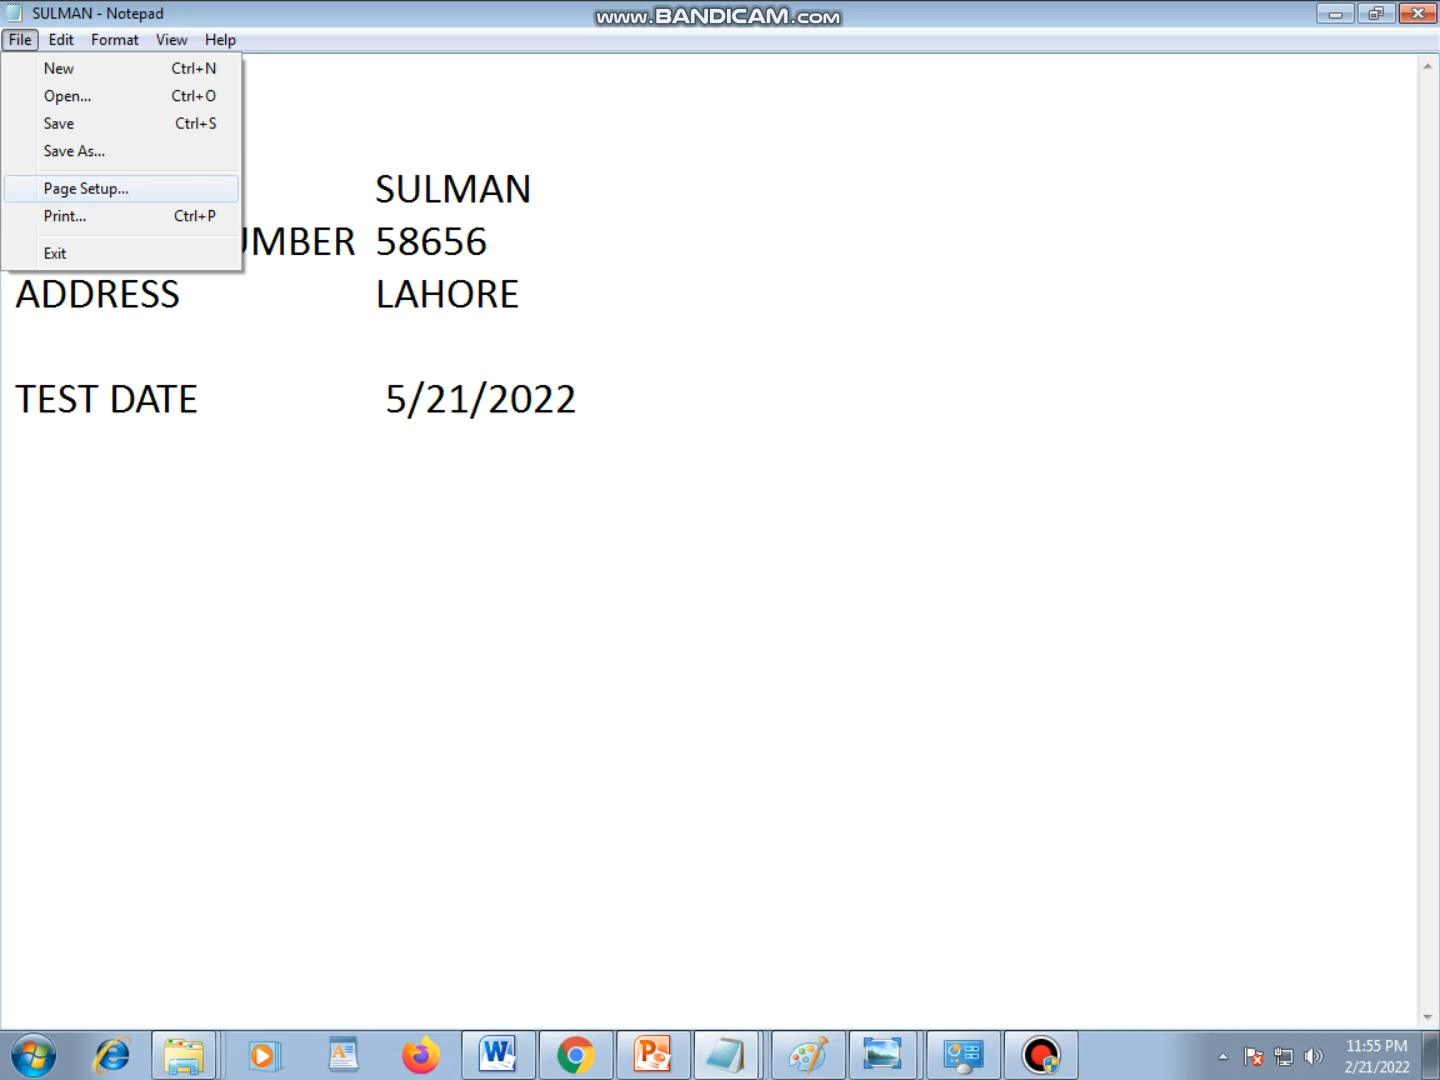 SULMAN - Notepad
www.BANDICAM.com
File Edit Format View Help
New Ctrl+N
Open... Ctrl+O
Save Ctrl+S
Save As...
Page Setup...
Print... Ctrl+P
Exit
SULMAN
UMBER 58656
ADDRESS LAHORE
TEST DATE 5/21/2022
11:55 PM
2/21/2022